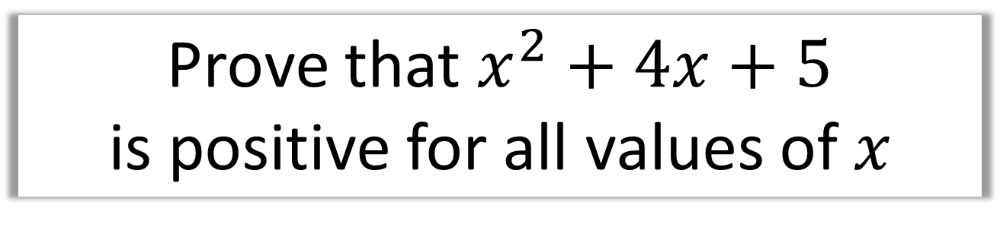 Prove that x² + 4x + 5
is positive for all values of x